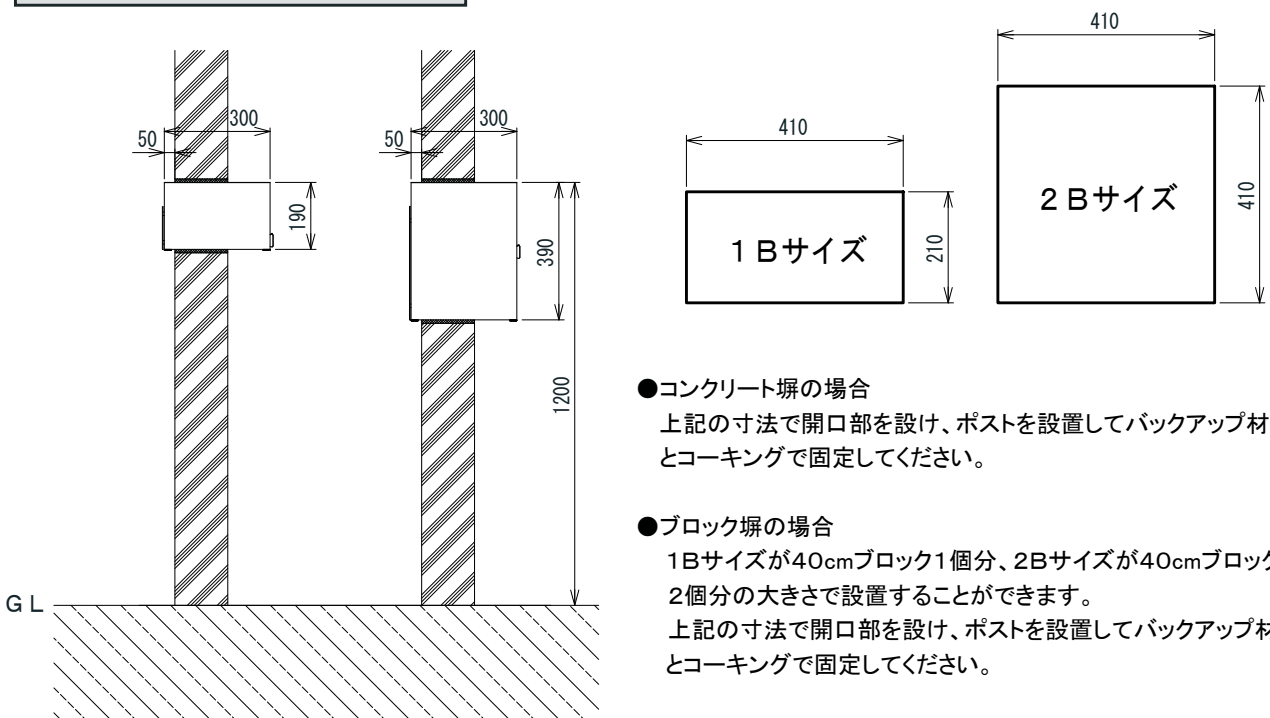 410
300
50
300
50
410
190
390
1Bサイズ
210
2Bサイズ
410
1200
GL
●コンクリート塀の場合
上記の寸法で開口部を設け、ポストを設置してバックアップ材
とコーキングで固定してください。
●ブロック塀の場合
1Bサイズが40cmブロック1個分、2Bサイズが40cmブロック
2個分の大きさで設置することができます。
上記の寸法で開口部を設け、ポストを設置してバックアップ材
とコーキングで固定してください。